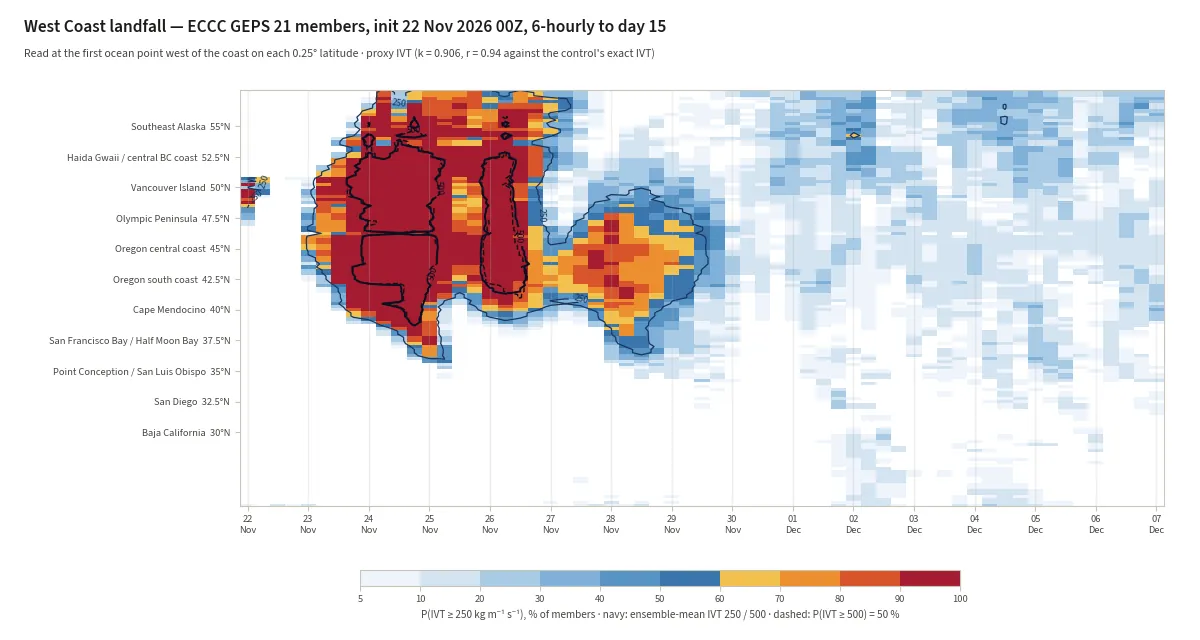 West Coast landfall — ECCC GEPS 21 members, init 22 Nov 2026 00Z, 6-hourly to day 15
Read at the first ocean point west of the coast on each 0.25° latitude · proxy IVT (k = 0.906, r = 0.94 against the control's exact IVT)
250
Southeast Alaska 55°N
Haida Gwaii / central BC coast 52.5°N
Vancouver Island 50°N
250
500
Olympic Peninsula 47.5°N
250
Oregon central coast 45°N
Oregon south coast 42.5°N
500
Cape Mendocino 40°N
250
San Francisco Bay / Half Moon Bay 37.5°N
Point Conception / San Luis Obispo 35°N
San Diego 32.5°N
Baja California 30°N
22 Nov 23 Nov 24 Nov 25 Nov 26 Nov 27 Nov 28 Nov 29 Nov 30 Nov 01 Dec 02 Dec 03 Dec 04 Dec 05 Dec 06 Dec 07 Dec
5 10 20 30 40 50 60 70 80 90 100
P(IVT ≥ 250 kg m⁻¹ s⁻¹), % of members · navy: ensemble-mean IVT 250 / 500 · dashed: P(IVT ≥ 500) = 50 %